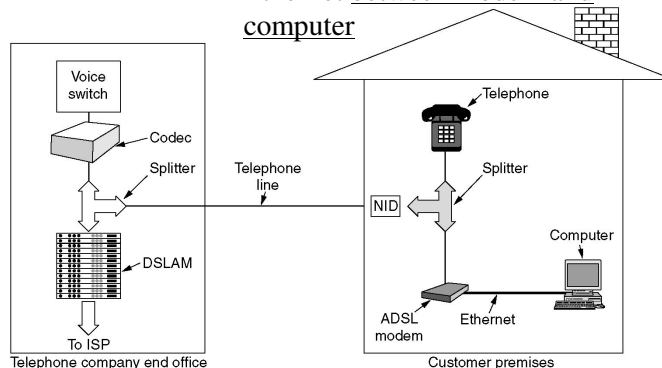 computer
Voice
switch
Codec
Splitter
DSLAM
To ISP
Telephone company end office
Telephone
line
Telephone
NID
Splitter
Computer
ADSL
modem
Ethernet
Customer premises